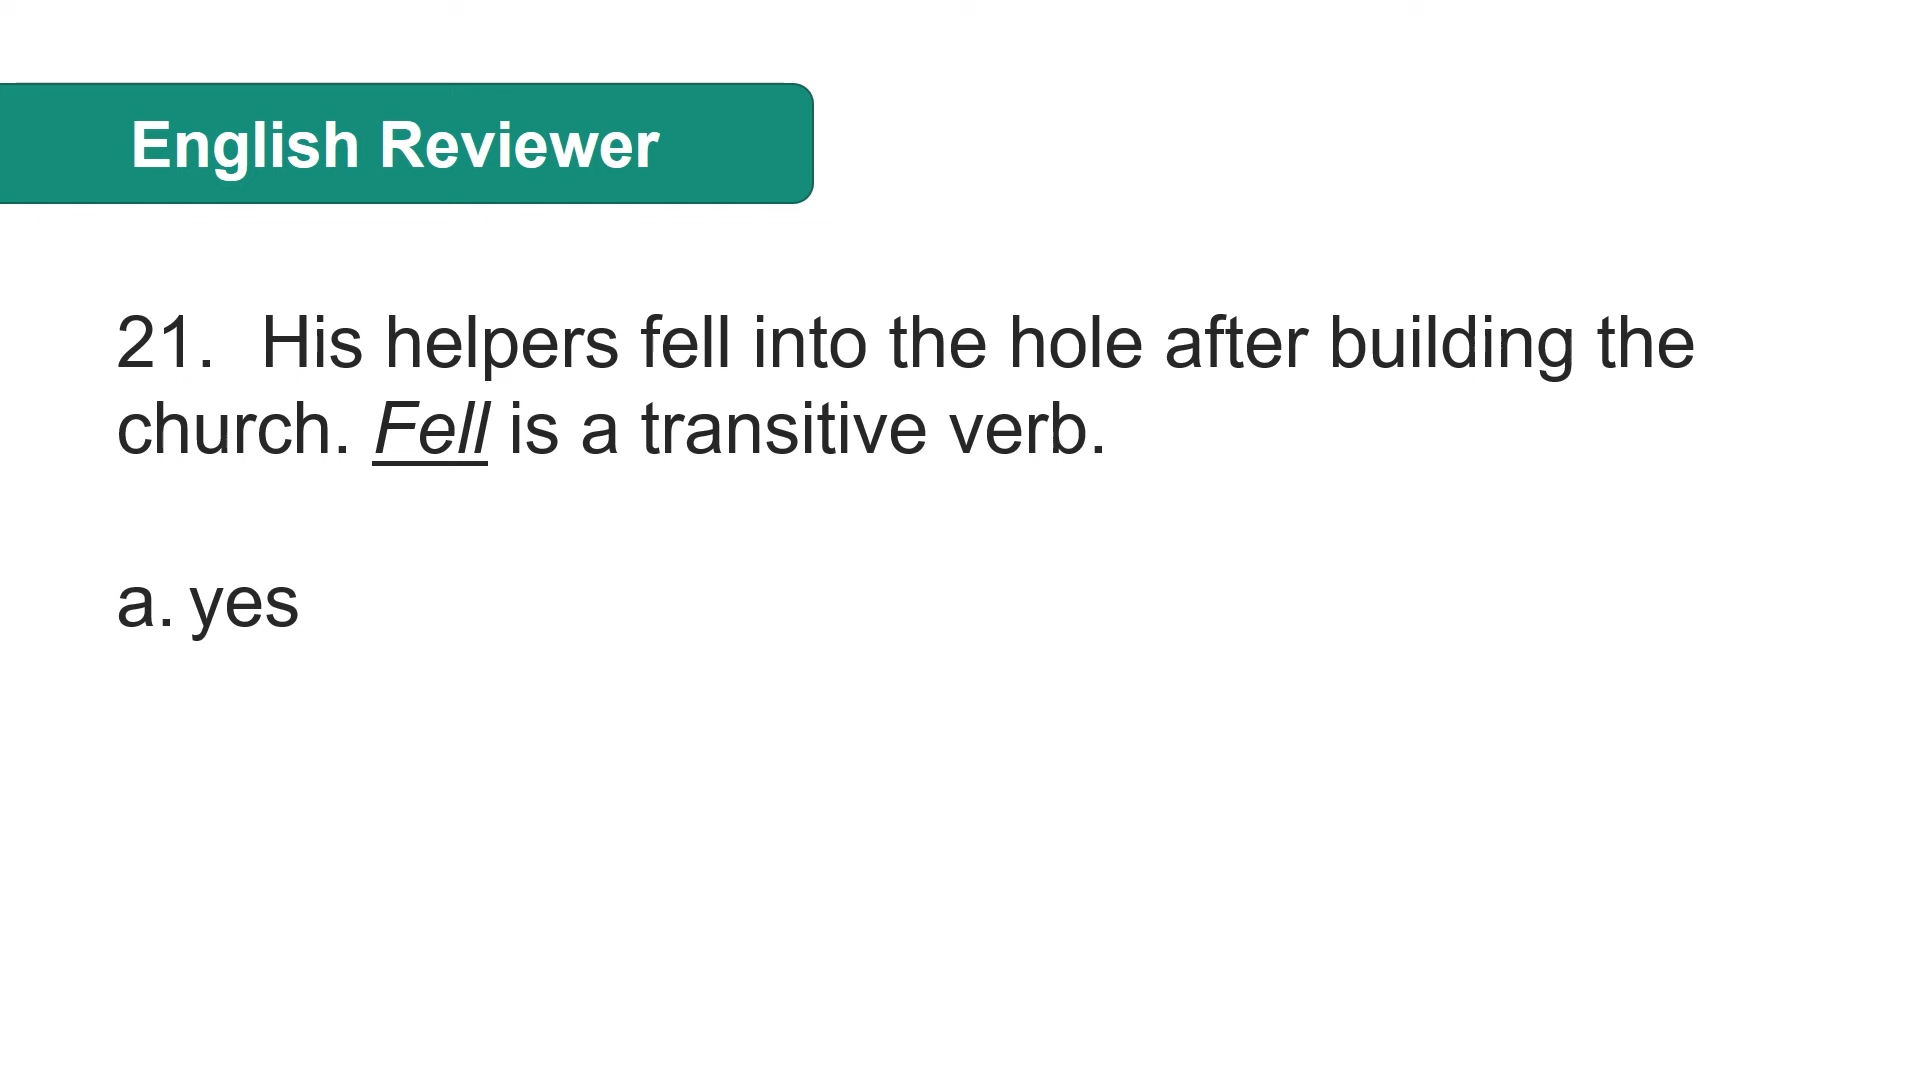 English Reviewer
21. His helpers fell into the hole after building the
church. Fell is a transitive verb.
a. yes